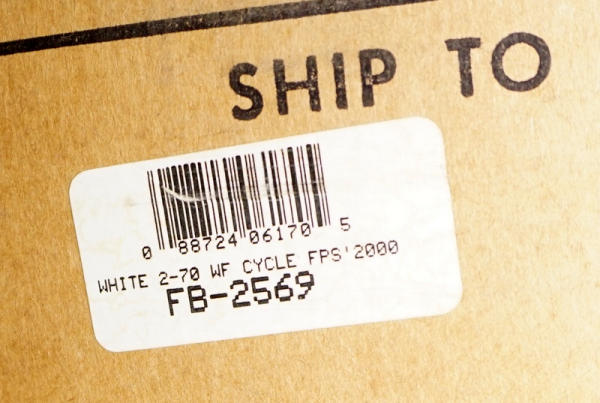 SHIP TO
0 88724 06170 5
WHITE 2-70 WF CYCLE FPS'2000
FB-2569